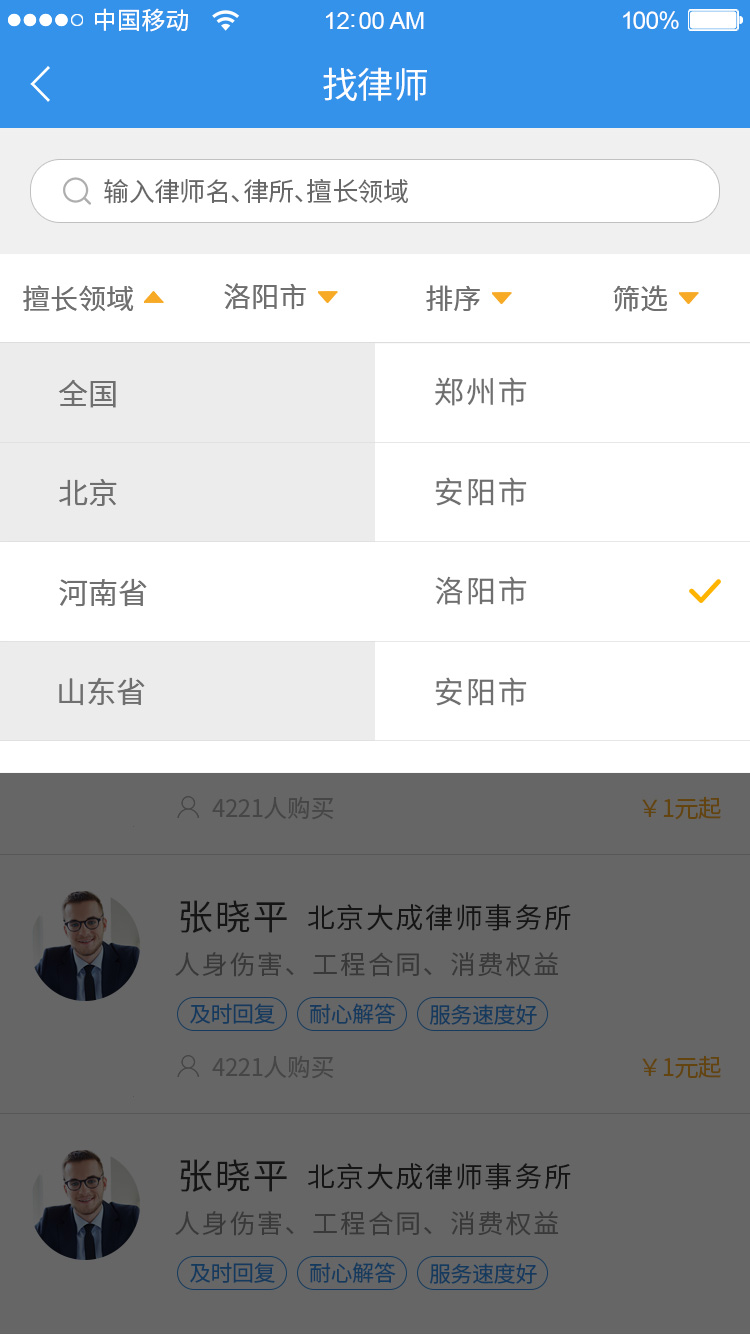 中国移动 12:00 AM 100%
找律师
输入律师名、律所、擅长领域
擅长领域 洛阳市 排序 筛选
全国 郑州市
北京 安阳市
河南省 洛阳市
山东省 安阳市
4221人购买 ￥1元起
张晓平 北京大成律师事务所
人身伤害、工程合同、消费权益
及时回复 耐心解答 服务速度好
4221人购买 ￥1元起
张晓平 北京大成律师事务所
人身伤害、工程合同、消费权益
及时回复 耐心解答 服务速度好